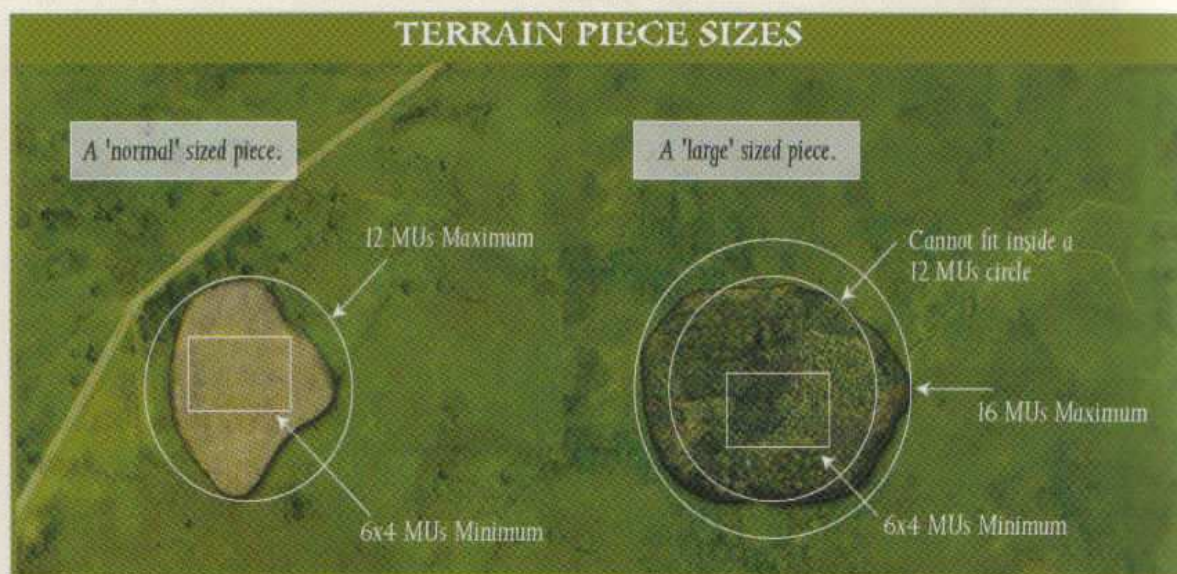 TERRAIN PIECE SIZES
A 'normal' sized piece.
A 'large' sized piece.
12 MUs Maximum
Cannot fit inside a
12 MUs circle
16 MUs Maximum
6x4 MUs Minimum
6x4 MUs Minimum